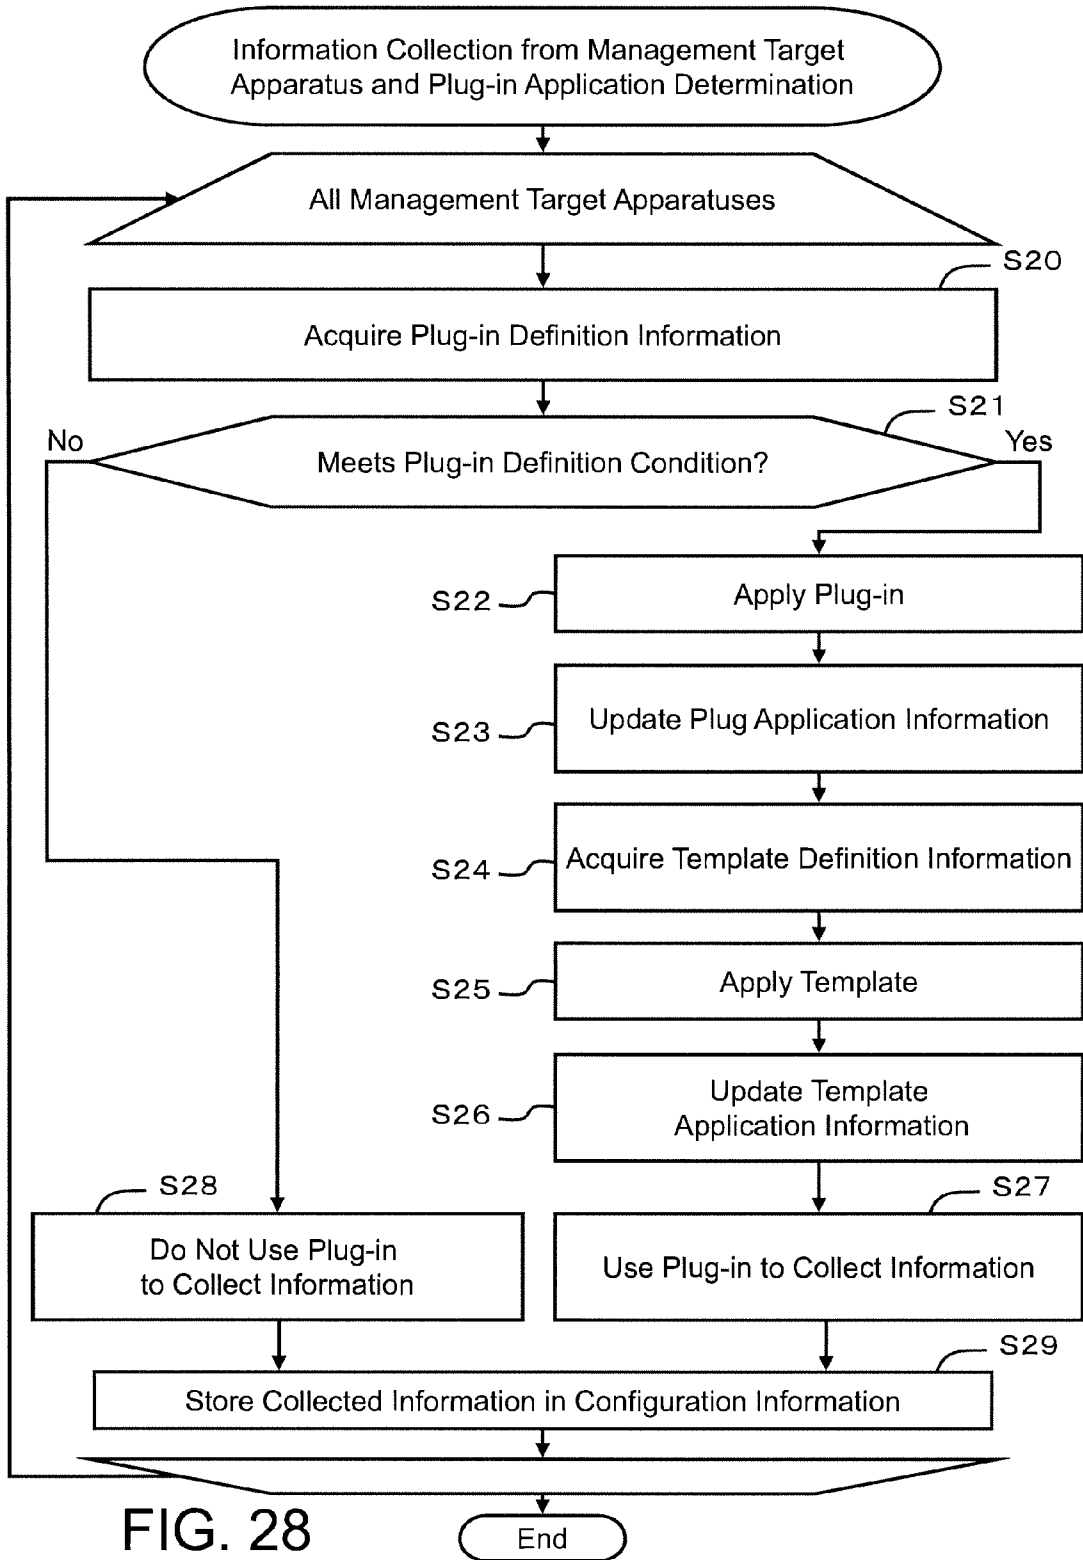 Information Collection from Management Target
Apparatus and Plug-in Application Determination
All Management Target Apparatuses
S20
Acquire Plug-in Definition Information
S21
No
Meets Plug-in Definition Condition?
Yes
S22
Apply Plug-in
S23
Update Plug Application Information
S24
Acquire Template Definition Information
S25
Apply Template
S26
Update Template
Application Information
S28
Do Not Use Plug-in
to Collect Information
S27
Use Plug-in to Collect Information
S29
Store Collected Information in Configuration Information
FIG. 28
End